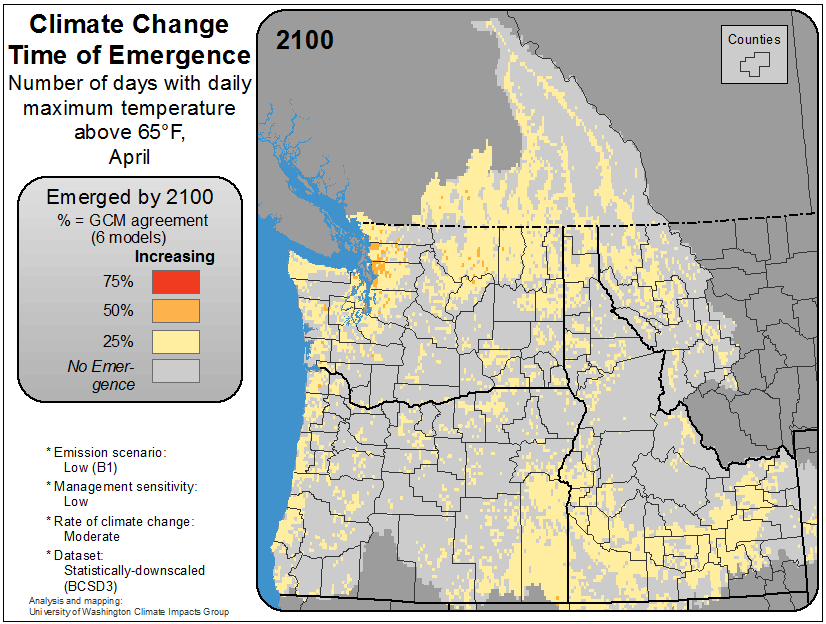 Climate Change
Time of Emergence
Number of days with daily
maximum temperature
above 65°F,
April
Emerged by 2100
% = GCM agreement
(6 models)
Increasing
75%
50%
25%
No Emer-
gence
* Emission scenario:
Low (B1)
* Management sensitivity:
Low
* Rate of climate change:
Moderate
* Dataset:
Statistically-downscaled
(BCSD3)
Analysis and mapping:
University of Washington Climate Impacts Group
2100
Counties